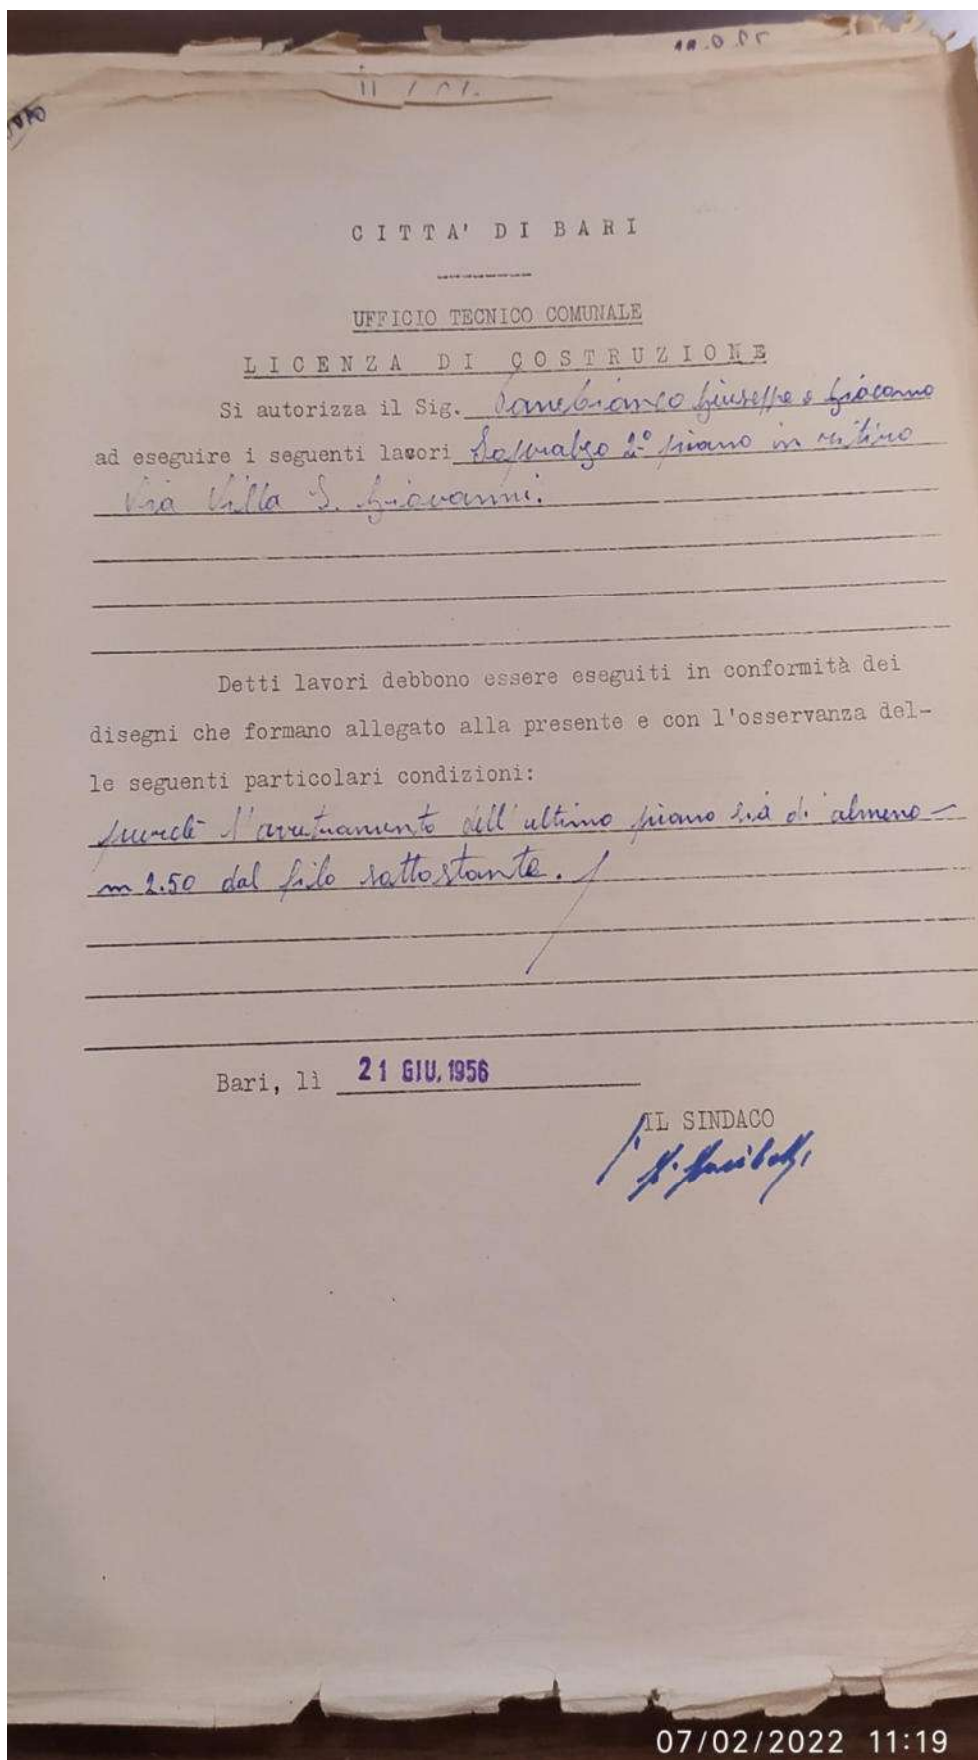 CITTA' DI BARI
UFFICIO TECNICO COMUNALE
LICENZA DI COSTRUZIONE
Si autorizza il Sig. Panebianco Giuseppe e Giacomo
ad eseguire i seguenti lavori Sopralzo 2° piano in ritiro
Via Villa S. Giovanni.
Detti lavori debbono essere eseguiti in conformità dei
disegni che formano allegato alla presente e con l'osservanza del-
le seguenti particolari condizioni:
purché l'arretramento dell'ultimo piano sia di almeno
m 2.50 dal filo sottostante.
Bari, lì 21 GIU. 1956
IL SINDACO
07/02/2022 11:19